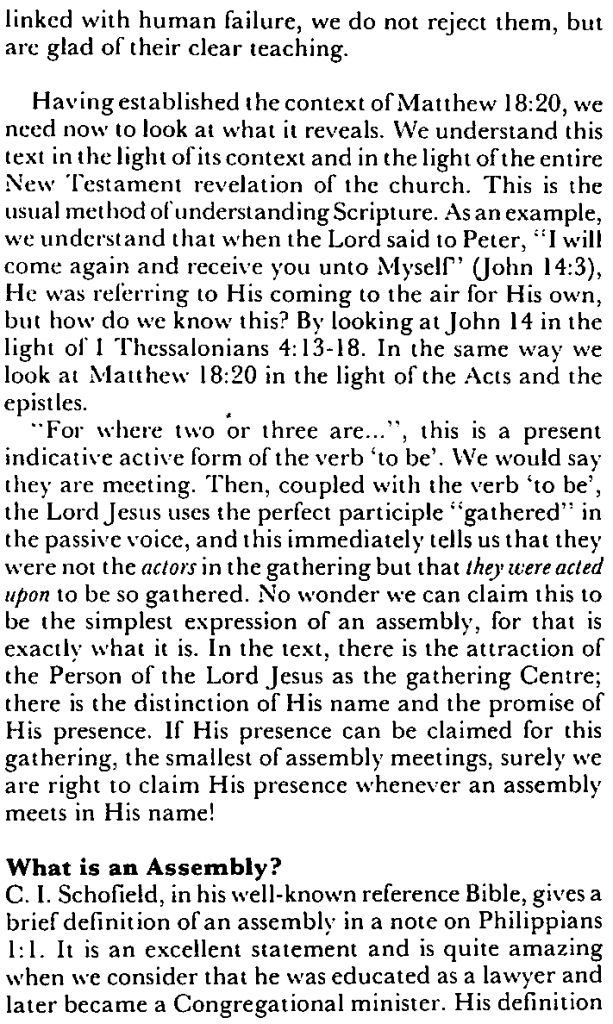 linked with human failure, we do not reject them, but
are glad of their clear teaching.
Having established the context of Matthew 18:20, we
need now to look at what it reveals. We understand this
text in the light of its context and in the light of the entire
New Testament revelation of the church. This is the
usual method of understanding Scripture. As an example,
we understand that when the Lord said to Peter, “I will
come again and receive you unto Myself” (John 14:3),
He was referring to His coming to the air for His own,
but how do we know this? By looking at John 14 in the
light of I Thessalonians 4:13-18. In the same way we
look at Matthew 18:20 in the light of the Acts and the
epistles.
“For where two or three are...”, this is a present
indicative active form of the verb ‘to be’. We would say
they are meeting. Then, coupled with the verb ‘to be’,
the Lord Jesus uses the perfect participle “gathered” in
the passive voice, and this immediately tells us that they
were not the actors in the gathering but that they were acted
upon to be so gathered. No wonder we can claim this to
be the simplest expression of an assembly, for that is
exactly what it is. In the text, there is the attraction of
the Person of the Lord Jesus as the gathering Centre;
there is the distinction of His name and the promise of
His presence. If His presence can be claimed for this
gathering, the smallest of assembly meetings, surely we
are right to claim His presence whenever an assembly
meets in His name!
What is an Assembly?
C. I. Schofield, in his well-known reference Bible, gives a
brief definition of an assembly in a note on Philippians
1:1. It is an excellent statement and is quite amazing
when we consider that he was educated as a lawyer and
later became a Congregational minister. His definition